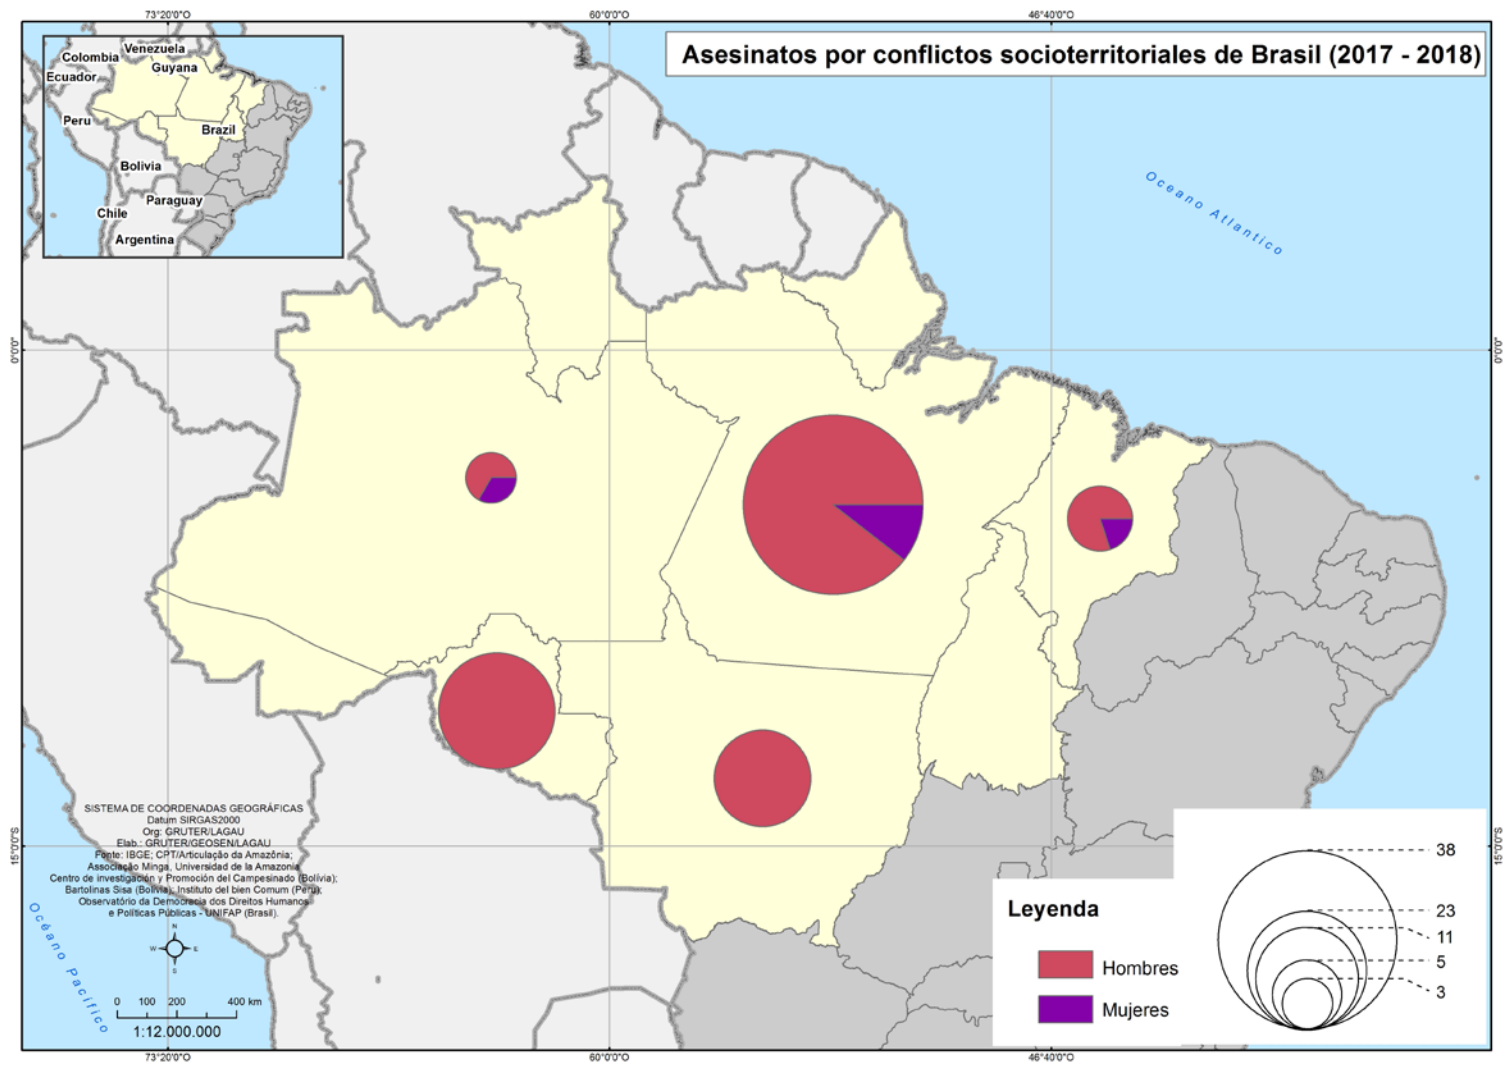 73°20'0"O
60°0'0"O
46°40'0"O
Asesinatos por conflictos socioterritoriales de Brasil (2017 - 2018)
Venezuela
Colombia
Guyana
Ecuador
Peru
Brazil
Bolivia
Paraguay
Chile
Argentina
Oceano Atlantico
0°0'0"
0°0'0"
15°0'0"S
15°0'0"S
SISTEMA DE COORDENADAS GEOGRÁFICAS
Datum SIRGAS2000
Org: GRUTER/LAGAU
Elab.: GRUTER/GEOSEN/LAGAU
Fonte: IBGE; CPT/Articulação da Amazônia;
Associação Minga, Universidad de la Amazonia
Centro de investigación y Promoción del Campesinado (Bolívia);
Bartolinas Sisa (Bolívia); Instituto del bien Comum (Peru);
Observatório da Democracia dos Direitos Humanos
e Políticas Públicas - UNIFAP (Brasil).
Océano Pacífico
N
W
E
S
0 100 200 400 km
1:12.000.000
Leyenda
Hombres
Mujeres
38
23
11
5
3
73°20'0"O
60°0'0"O
46°40'0"O